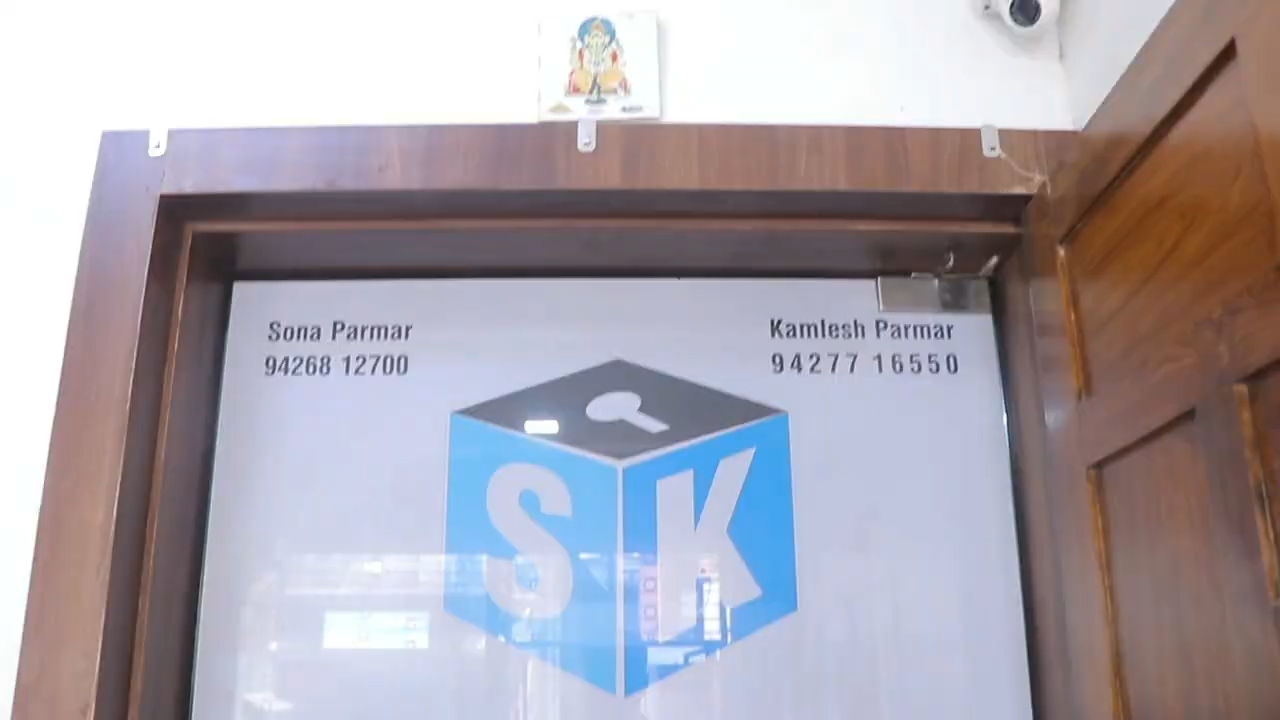 Sona Parmar
94268 12700
Kamlesh Parmar
94277 16550
SK